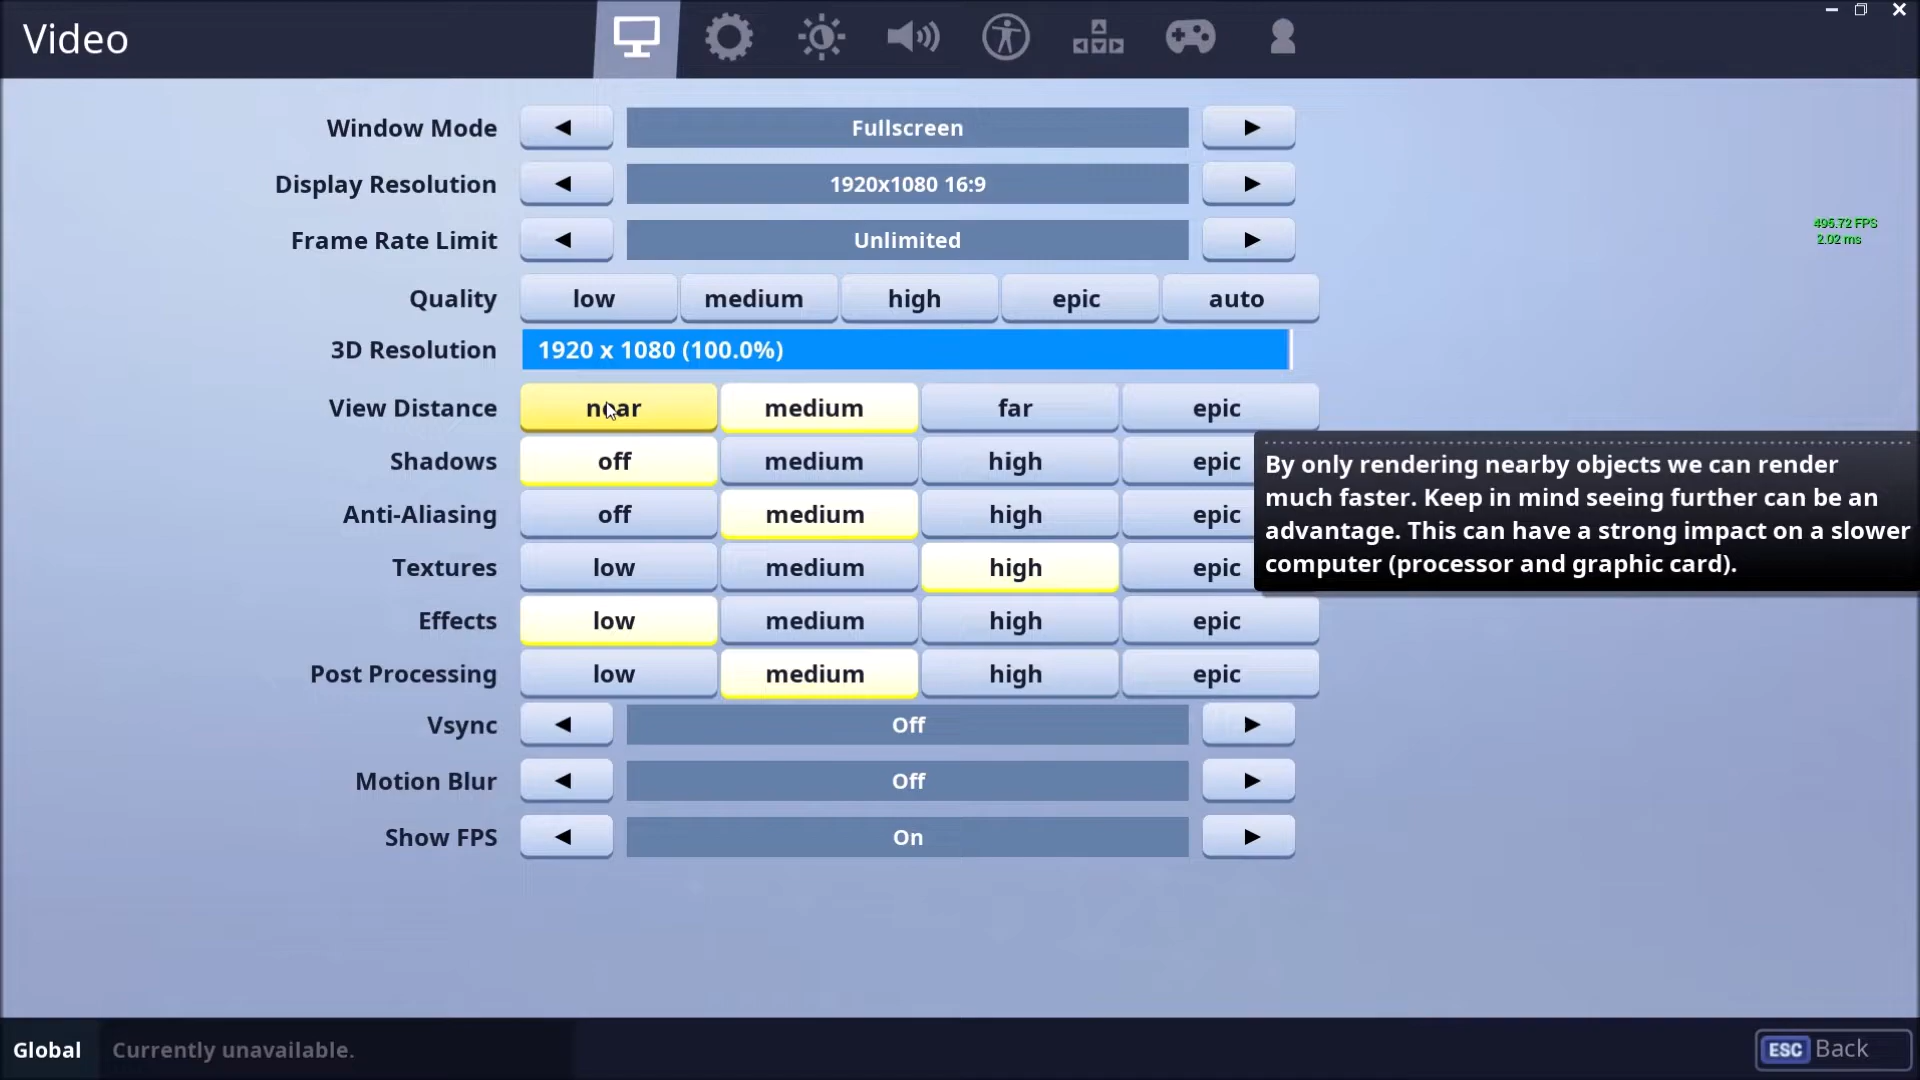 Video
Window Mode
Fullscreen
Display Resolution
1920x1080 16:9
Frame Rate Limit
Unlimited
495.72 FPS
2.02 ms
Quality
low medium high epic auto
3D Resolution
1920 x 1080 (100.0%)
View Distance
near medium far epic
Shadows
off medium high epic
Anti-Aliasing
off medium high epic
Textures
low medium high epic
Effects
low medium high epic
Post Processing
low medium high epic
By only rendering nearby objects we can render
much faster. Keep in mind seeing further can be an
advantage. This can have a strong impact on a slower
computer (processor and graphic card).
Vsync
Off
Motion Blur
Off
Show FPS
On
Global
Currently unavailable.
ESC Back